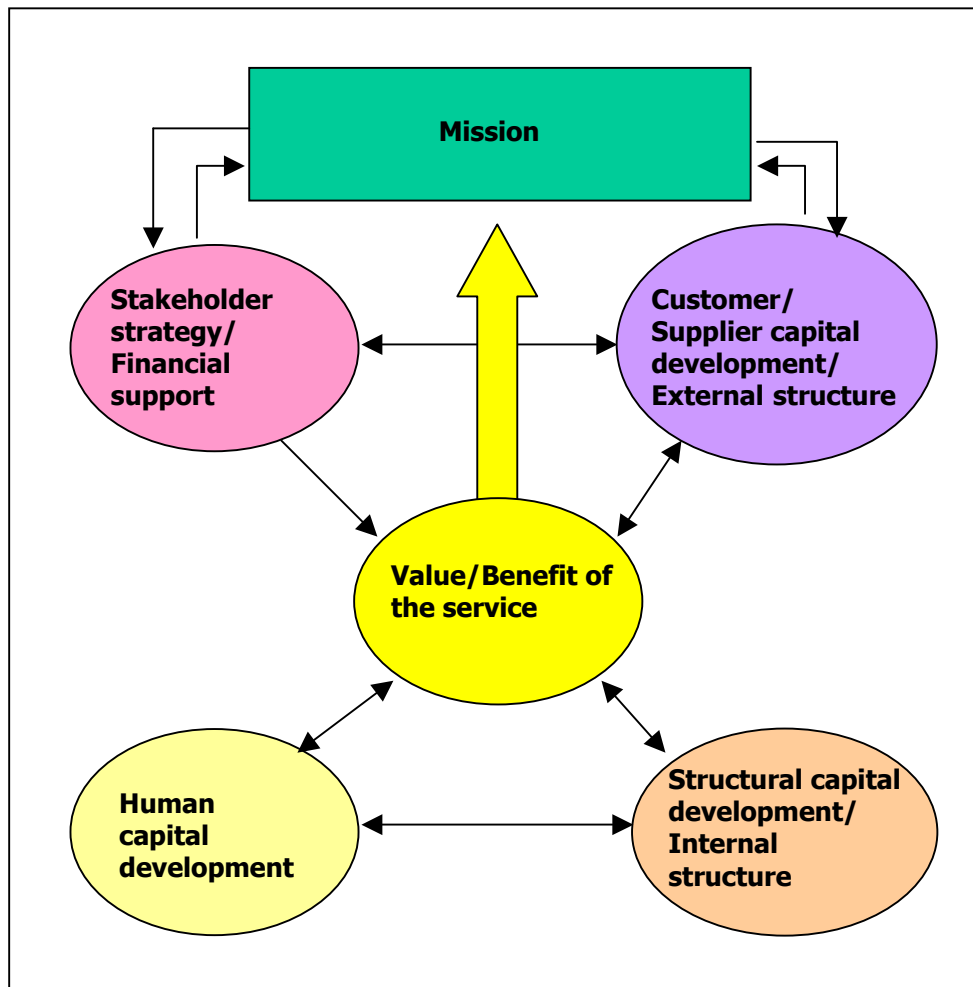 Mission
Stakeholder
strategy/
Financial
support
Customer/
Supplier capital
development/
External structure
Value/Benefit of
the service
Human
capital
development
Structural capital
development/
Internal
structure